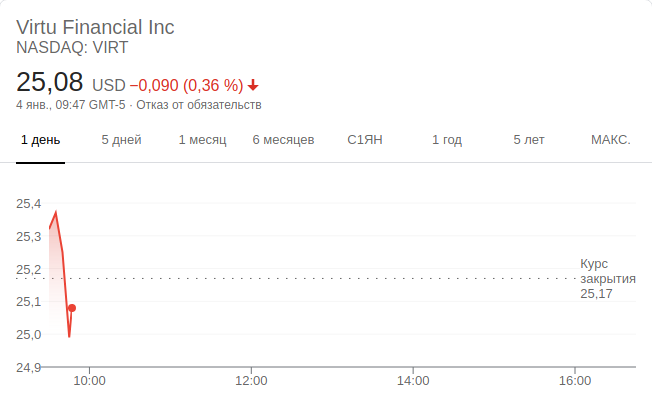 Virtu Financial Inc
NASDAQ: VIRT
25,08 USD −0,090 (0,36 %)
4 янв., 09:47 GMT-5 · Отказ от обязательств
1 день 5 дней 1 месяц 6 месяцев С1ЯН 1 год 5 лет МАКС.
25,4
25,3
25,2
25,1
25,0
24,9
Курс
закрытия
25,17
10:00 12:00 14:00 16:00